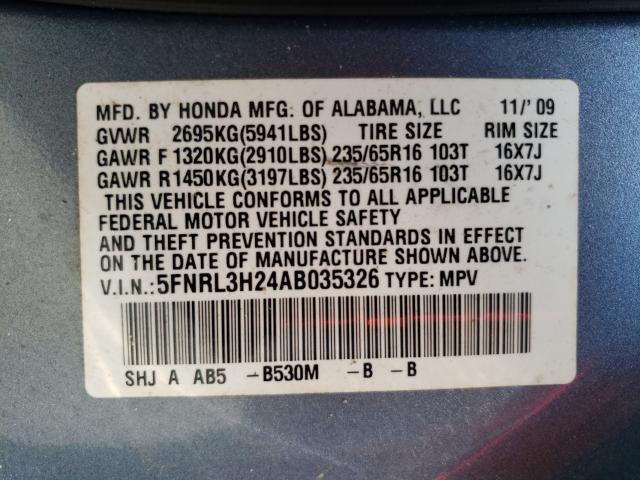 MFD. BY HONDA MFG. OF ALABAMA, LLC 11/'09
GVWR 2695KG(5941LBS) TIRE SIZE RIM SIZE
GAWR F 1320KG(2910LBS) 235/65R16 103T 16X7J
GAWR R1450KG(3197LBS) 235/65R16 103T 16X7J
THIS VEHICLE CONFORMS TO ALL APPLICABLE
FEDERAL MOTOR VEHICLE SAFETY
AND THEFT PREVENTION STANDARDS IN EFFECT
ON THE DATE OF MANUFACTURE SHOWN ABOVE.
V.I.N.:5FNRL3H24AB035326 TYPE: MPV
SHJ A AB5 -B530M -B -B